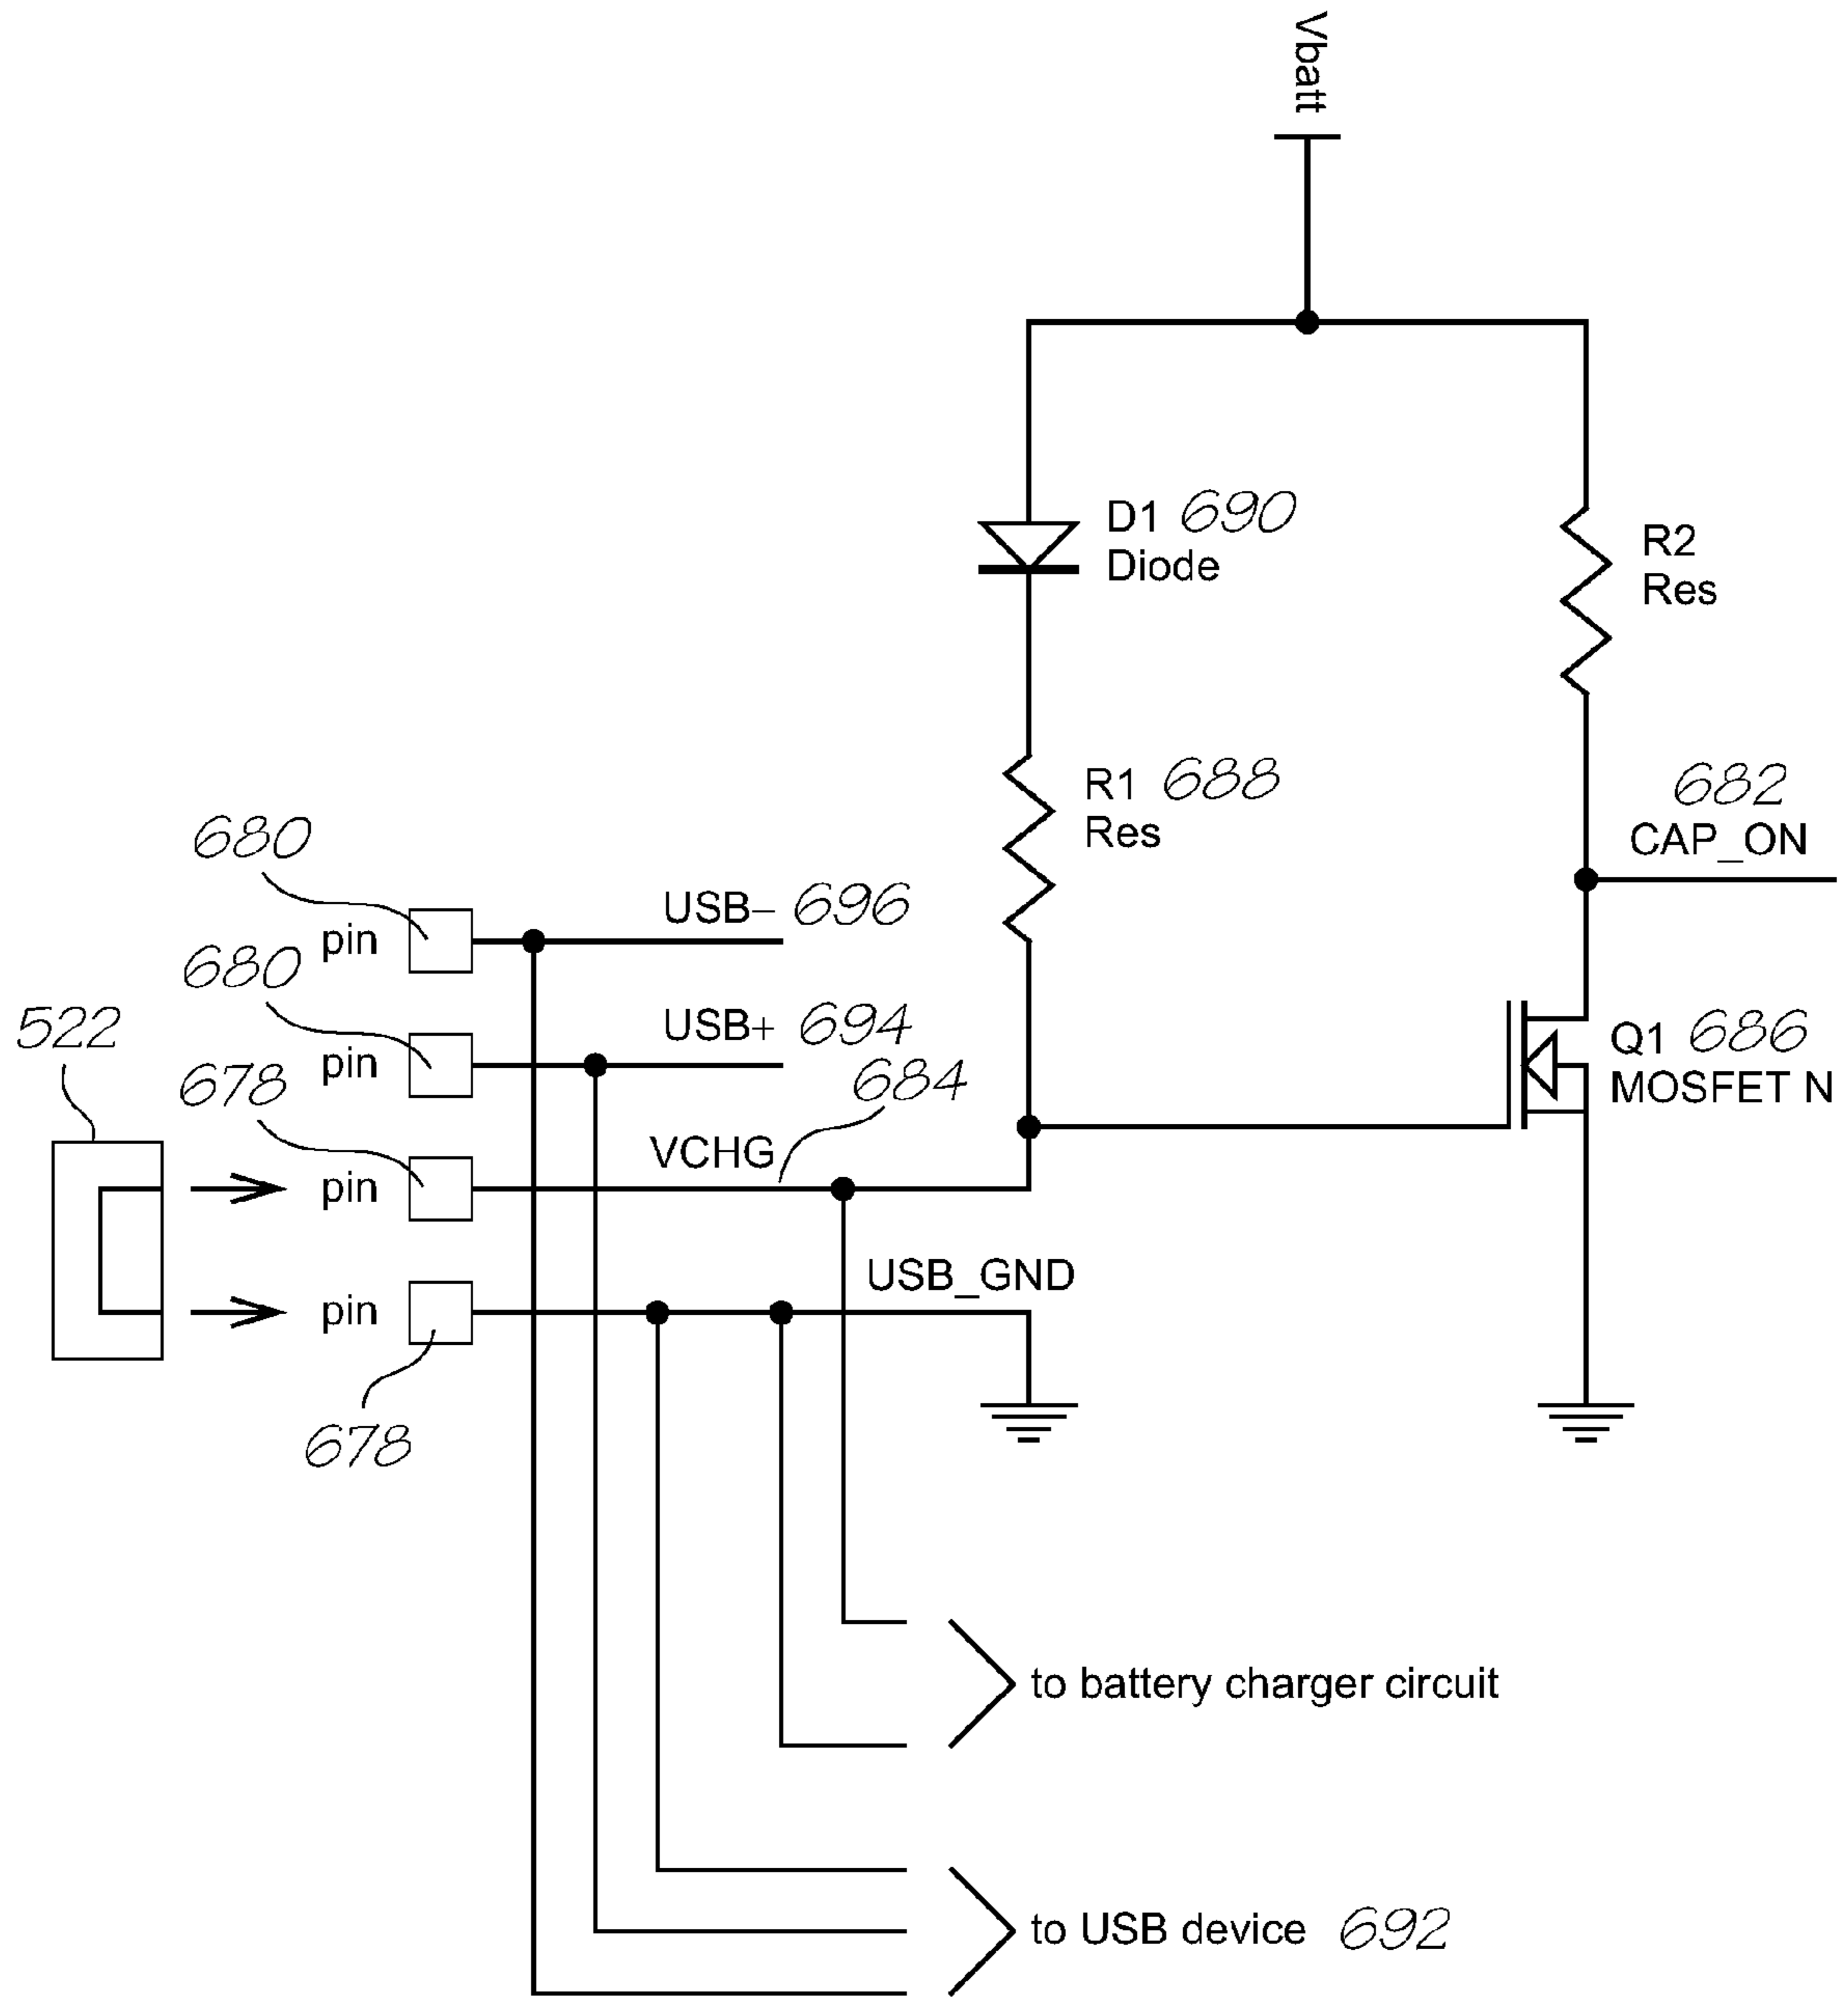 Vbatt
D1 690
Diode
R2
Res
R1 688
Res
682
CAP_ON
680
pin
USB– 696
680
pin
USB+ 694
684
522
678
pin
VCHG
Q1 686
MOSFET N
pin
USB_GND
678
to battery charger circuit
to USB device 692